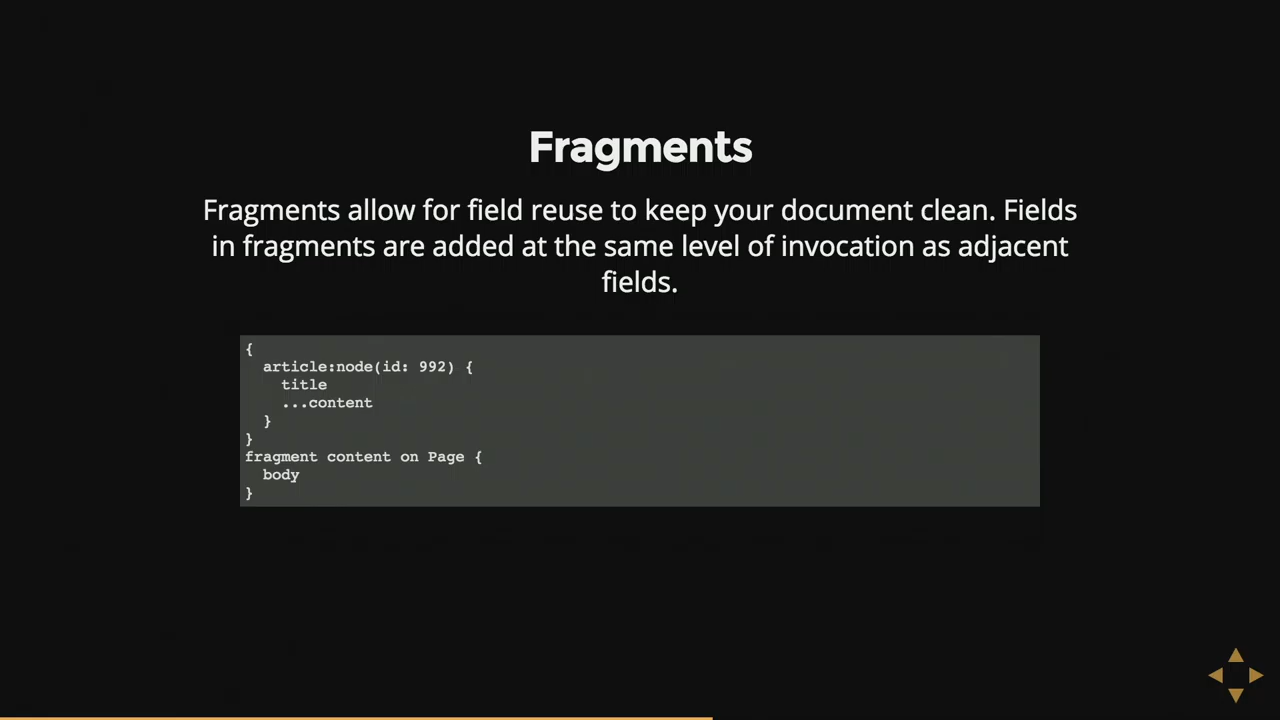 Fragments
Fragments allow for field reuse to keep your document clean. Fields
in fragments are added at the same level of invocation as adjacent
fields.
{
  article:node(id: 992) {
    title
    ...content
  }
}
fragment content on Page {
  body
}